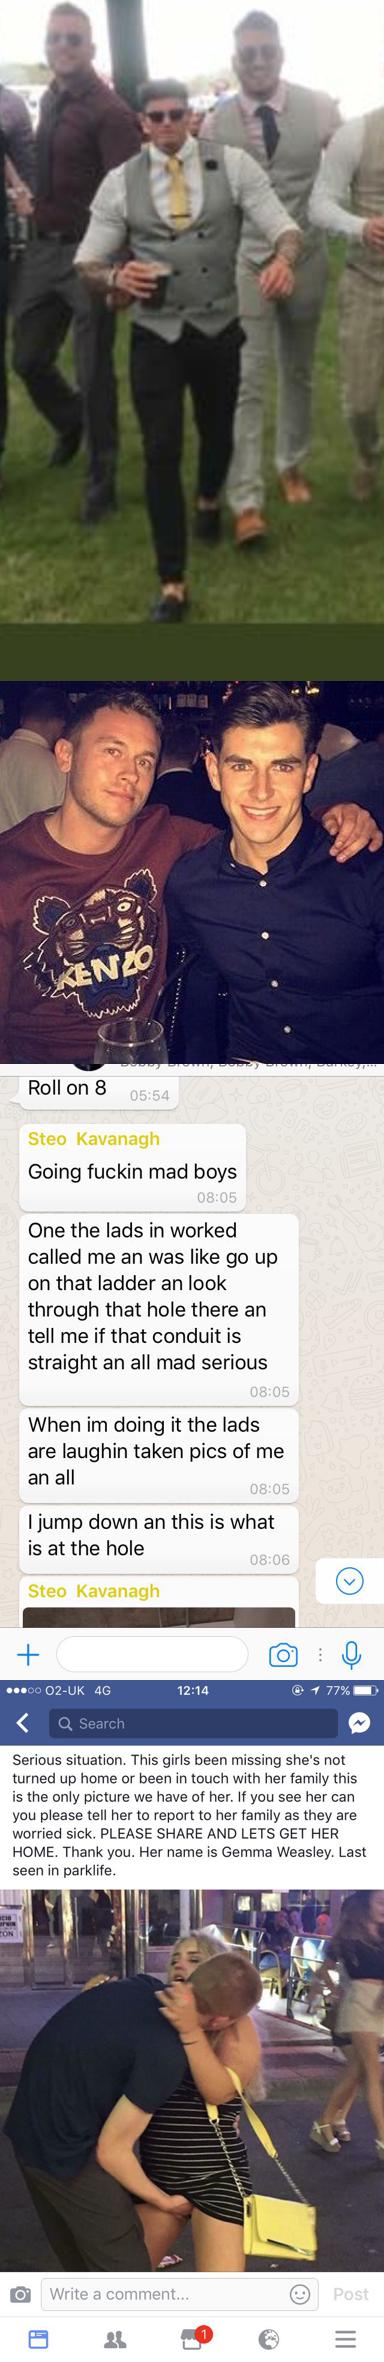 KENZO
Bobby Brown, Bobby Brown, Barkey,...
Roll on 8 05:54
Steo Kavanagh
Going fuckin mad boys
08:05
One the lads in worked
called me an was like go up
on that ladder an look
through that hole there an
tell me if that conduit is
straight an all mad serious
08:05
When im doing it the lads
are laughin taken pics of me
an all
08:05
I jump down an this is what
is at the hole
08:06
Steo Kavanagh
O2-UK 4G 12:14 77%
Search
Serious situation. This girls been missing she's not
turned up home or been in touch with her family this
is the only picture we have of her. If you see her can
you please tell her to report to her family as they are
worried sick. PLEASE SHARE AND LETS GET HER
HOME. Thank you. Her name is Gemma Weasley. Last
seen in parklife.
Write a comment...
Post
1